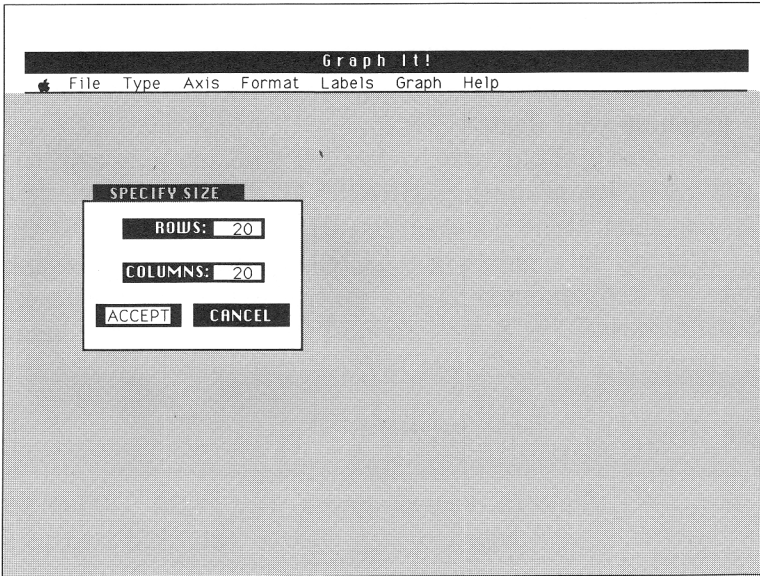 Graph It!
File Type Axis Format Labels Graph Help
SPECIFY SIZE
ROWS: 20
COLUMNS: 20
ACCEPT CANCEL